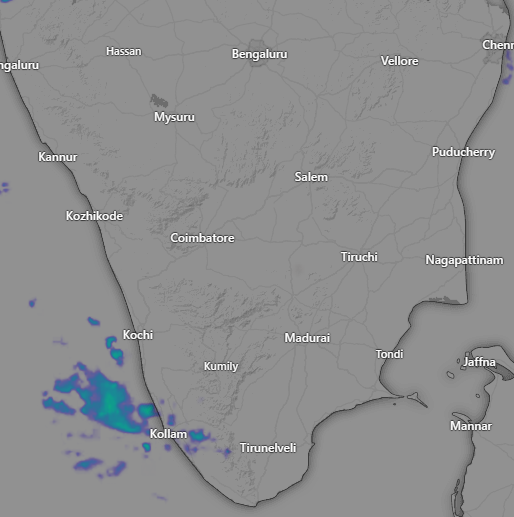 Hassan
Bengaluru
Chenn
ngaluru
Vellore
Mysuru
Kannur
Puducherry
Salem
Kozhikode
Coimbatore
Tiruchi
Nagapattinam
Kochi
Madurai
Tondi
Kumily
Jaffna
Mannar
Kollam
Tirunelveli